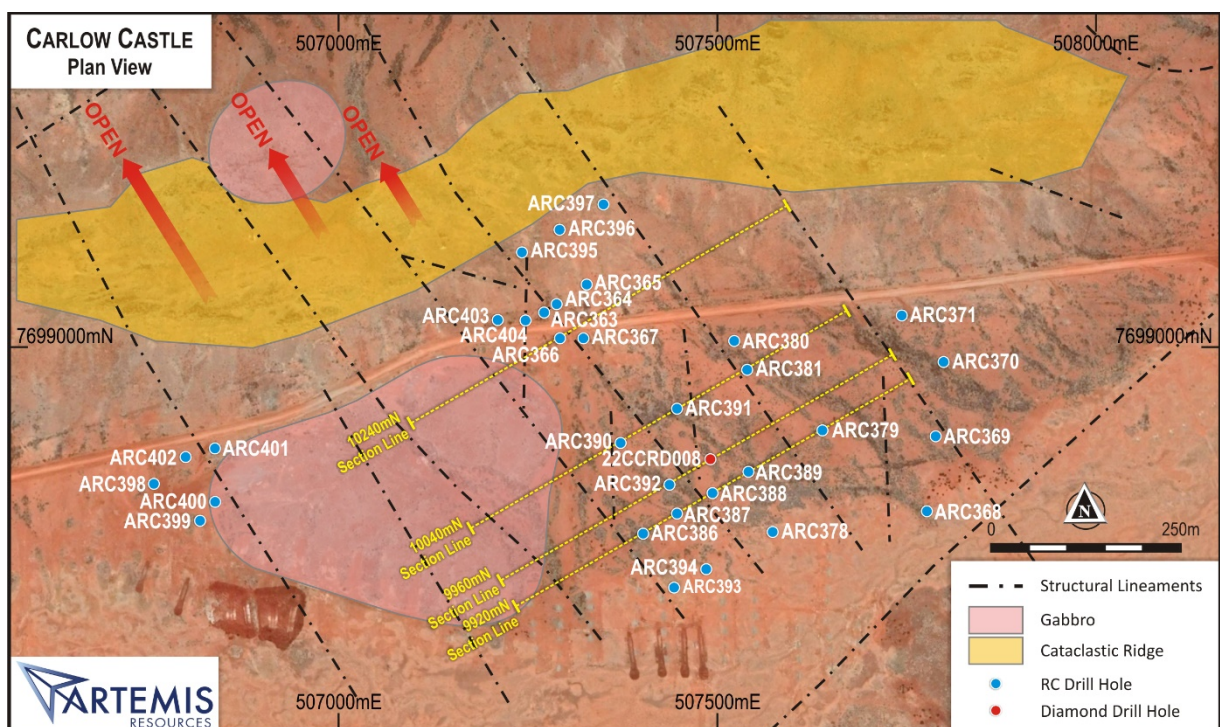 CARLOW CASTLE
Plan View
507000mE
507500mE
508000mE
OPEN
OPEN
OPEN
ARC397
ARC396
ARC395
ARC365
ARC364
ARC403
ARC363
ARC404
ARC366
ARC367
ARC371
7699000mN
7699000mN
ARC380
ARC370
ARC381
ARC391
10240mN
Section Line
ARC390
ARC379
ARC369
ARC401
ARC402
22CCRD008
ARC398
ARC392
ARC389
ARC388
ARC400
ARC399
10040mN
Section Line
ARC387
ARC386
ARC378
ARC368
N
0
250m
9960mN
Section Line
ARC394
ARC393
9920mN
Section Line
Structural Lineaments
Gabbro
Cataclastic Ridge
RC Drill Hole
Diamond Drill Hole
ARTEMIS
RESOURCES
507000mE
507500mE